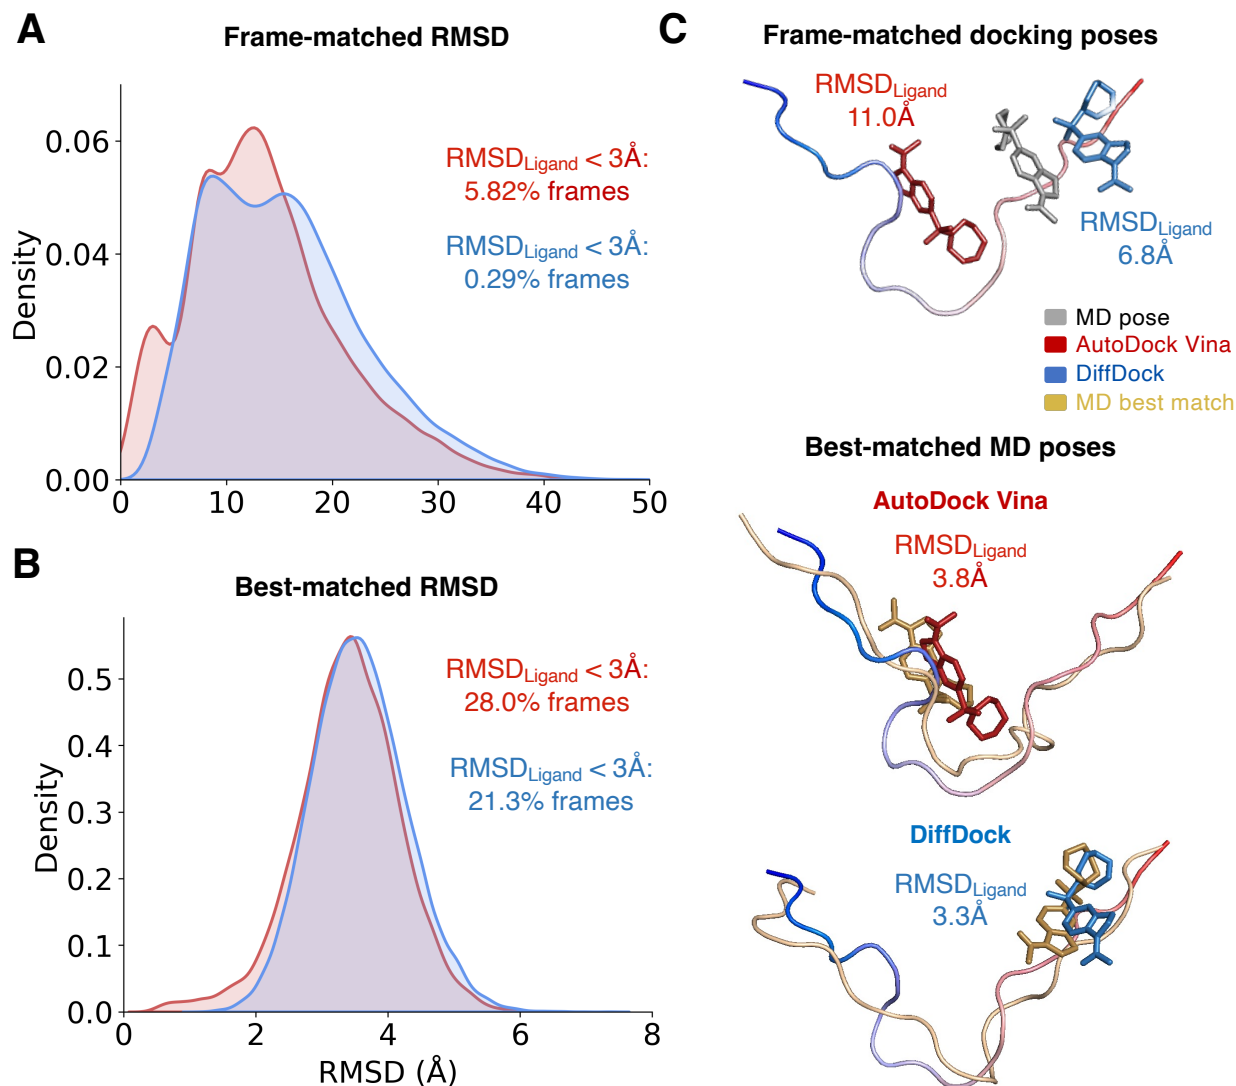 A
Frame-matched RMSD
Density
0.06
0.04
0.02
0.00
0
10
20
30
40
50
RMSDLigand < 3Å:
5.82% frames
RMSDLigand < 3Å:
0.29% frames
B
Best-matched RMSD
Density
0.5
0.4
0.3
0.2
0.1
0.0
0
2
4
6
8
RMSD (Å)
RMSDLigand < 3Å:
28.0% frames
RMSDLigand < 3Å:
21.3% frames
C
Frame-matched docking poses
RMSDLigand
11.0Å
RMSDLigand
6.8Å
MD pose
AutoDock Vina
DiffDock
MD best match
Best-matched MD poses
AutoDock Vina
RMSDLigand
3.8Å
DiffDock
RMSDLigand
3.3Å